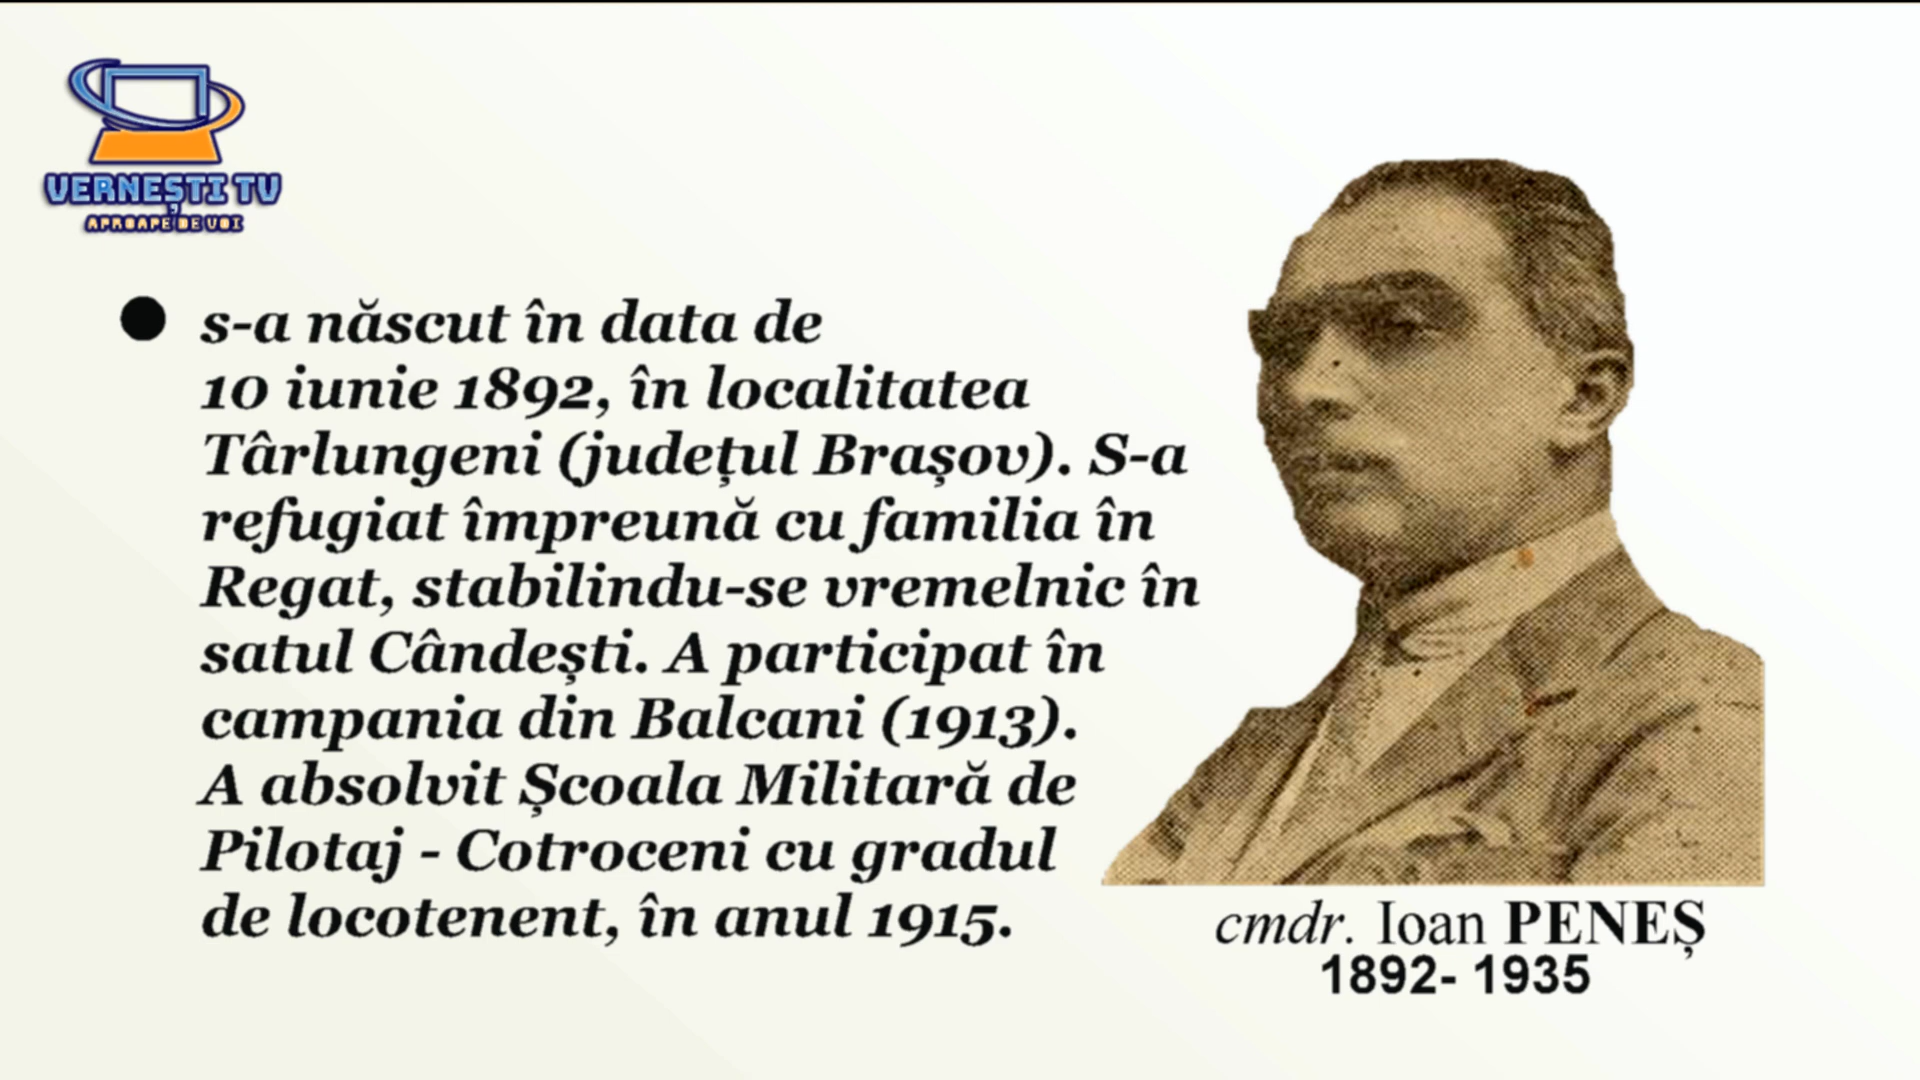 VERNEȘTI TV
APROAPE DE VOI
s-a născut în data de
10 iunie 1892, în localitatea
Târlungeni (județul Brașov). S-a
refugiat împreună cu familia în
Regat, stabilindu-se vremelnic în
satul Cândești. A participat în
campania din Balcani (1913).
A absolvit Școala Militară de
Pilotaj - Cotroceni cu gradul
de locotenent, în anul 1915.
cmdr. Ioan PENEȘ
1892- 1935